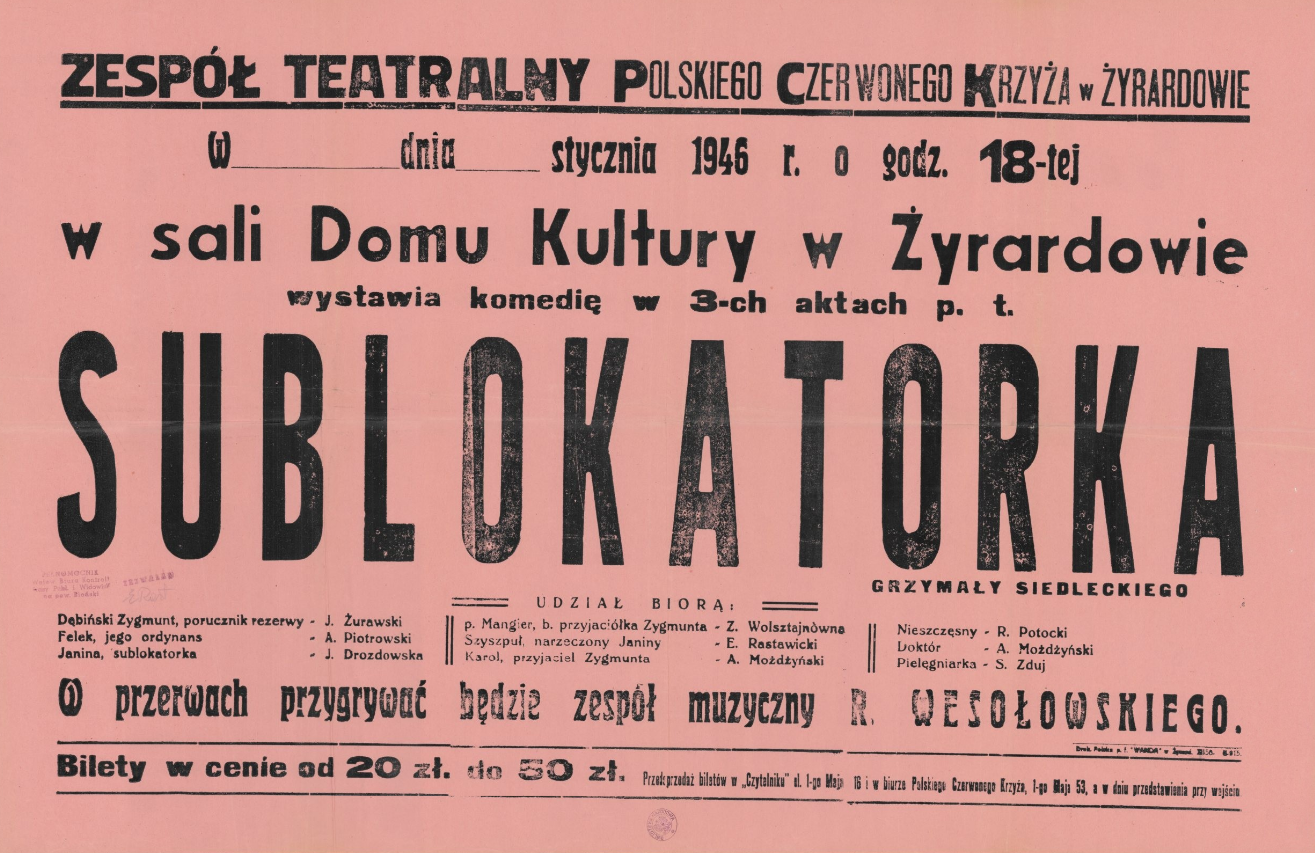 ZESPÓŁ TEATRALNY POLSKIEGO CZERWONEGO KRZYŻA w ŻYRARDOWIE
W dnia stycznia 1946 r. o godz. 18-tej
w sali Domu Kultury w Żyrardowie
wystawia komedię w 3-ch aktach p. t.
SUBLOKATORKA
GRZYMAŁY SIEDLECKIEGO
UDZIAŁ BIORĄ:
Dębiński Zygmunt, porucznik rezerwy - J. Żurawski
Felek, jego ordynans - A. Piotrowski
Janina, sublokatorka - J. Drozdowska
p. Mangier, b. przyjaciółka Zygmunta - Z. Wolsztajnówna
Szyszpuł, narzeczony Janiny - E. Rastawicki
Karol, przyjaciel Zygmunta - A. Możdżyński
Nieszczęsny - R. Potocki
Doktór - A. Możdżyński
Pielęgniarka - S. Zduj
W przerwach przygrywać będzie zespół muzyczny R. WESOŁOWSKIEGO.
Druk. Polska p. f. "WANDA" w Żyrard.
Bilety w cenie od 20 zł. do 50 zł. Przedsprzedaż biletów w „Czytelniku" ul. 1-go Maja 16 i w biurze Polskiego Czerwonego Krzyża, 1-go Maja 53, a w dniu przedstawienia przy wejściu